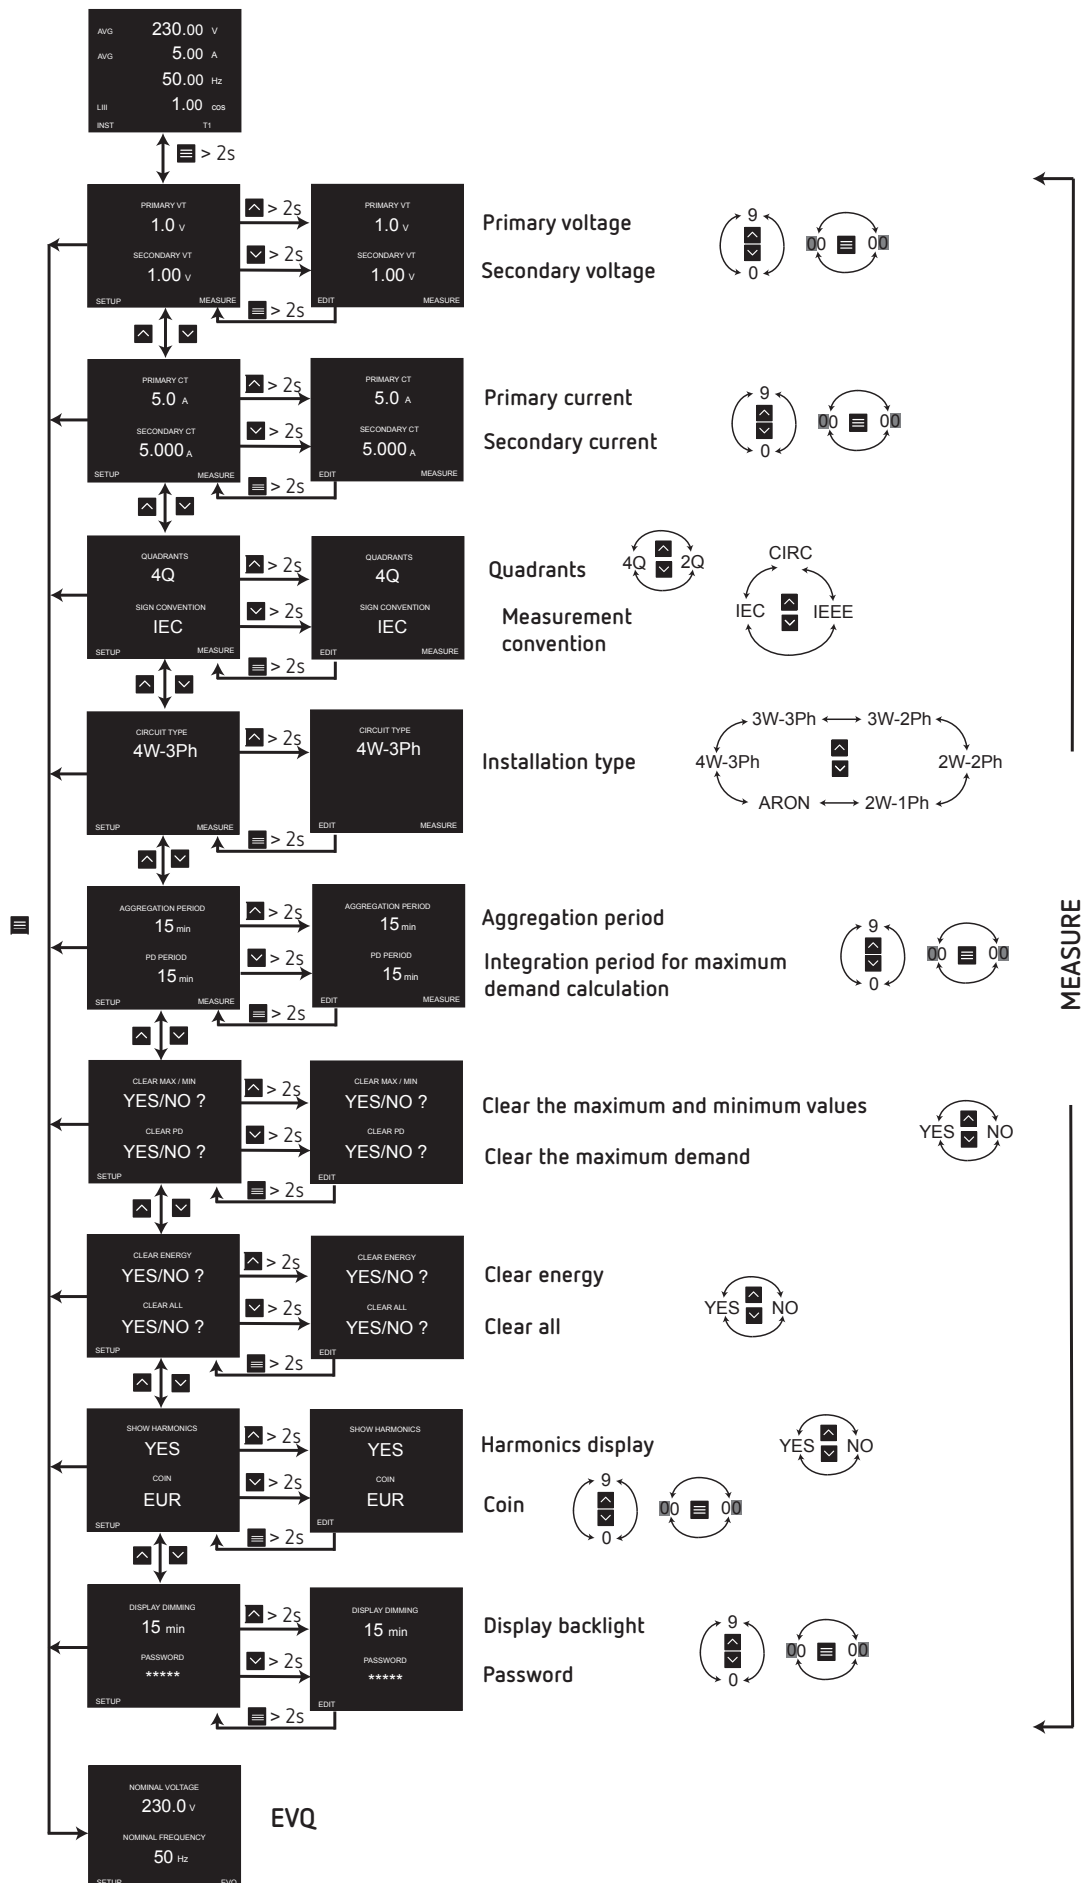 AVG 230.00 V
AVG 5.00 A
50.00 Hz
LIII 1.00 cos
INST T1
> 2s
PRIMARY VT
1.0 V
SECONDARY VT
1.00 V
SETUP MEASURE
> 2s
> 2s
> 2s
PRIMARY VT
1.0 V
SECONDARY VT
1.00 V
EDIT MEASURE
Primary voltage
Secondary voltage
9
0
00 00
PRIMARY CT
5.0 A
SECONDARY CT
5.000 A
SETUP MEASURE
> 2s
> 2s
> 2s
PRIMARY CT
5.0 A
SECONDARY CT
5.000 A
EDIT MEASURE
Primary current
Secondary current
9
0
00 00
QUADRANTS
4Q
SIGN CONVENTION
IEC
SETUP MEASURE
> 2s
> 2s
> 2s
QUADRANTS
4Q
SIGN CONVENTION
IEC
EDIT MEASURE
Quadrants
4Q 2Q
Measurement
convention
CIRC
IEC IEEE
CIRCUIT TYPE
4W-3Ph
SETUP MEASURE
> 2s
> 2s
CIRCUIT TYPE
4W-3Ph
EDIT MEASURE
Installation type
3W-3Ph 3W-2Ph
4W-3Ph 2W-2Ph
ARON 2W-1Ph
AGGREGATION PERIOD
15 min
PD PERIOD
15 min
SETUP MEASURE
> 2s
> 2s
> 2s
AGGREGATION PERIOD
15 min
PD PERIOD
15 min
EDIT MEASURE
Aggregation period
Integration period for maximum
demand calculation
9
0
00 00
MEASURE
CLEAR MAX / MIN
YES/NO ?
CLEAR PD
YES/NO ?
SETUP
> 2s
> 2s
> 2s
CLEAR MAX / MIN
YES/NO ?
CLEAR PD
YES/NO ?
EDIT
Clear the maximum and minimum values
Clear the maximum demand
YES NO
CLEAR ENERGY
YES/NO ?
CLEAR ALL
YES/NO ?
SETUP
> 2s
> 2s
> 2s
CLEAR ENERGY
YES/NO ?
CLEAR ALL
YES/NO ?
EDIT
Clear energy
Clear all
YES NO
SHOW HARMONICS
YES
COIN
EUR
SETUP
> 2s
> 2s
> 2s
SHOW HARMONICS
YES
COIN
EUR
EDIT
Harmonics display
YES NO
Coin
9
0
00 00
DISPLAY DIMMING
15 min
PASSWORD
*****
SETUP
> 2s
> 2s
> 2s
DISPLAY DIMMING
15 min
PASSWORD
*****
EDIT
Display backlight
Password
9
0
00 00
NOMINAL VOLTAGE
230.0 V
NOMINAL FREQUENCY
50 Hz
SETUP EVQ
EVQ